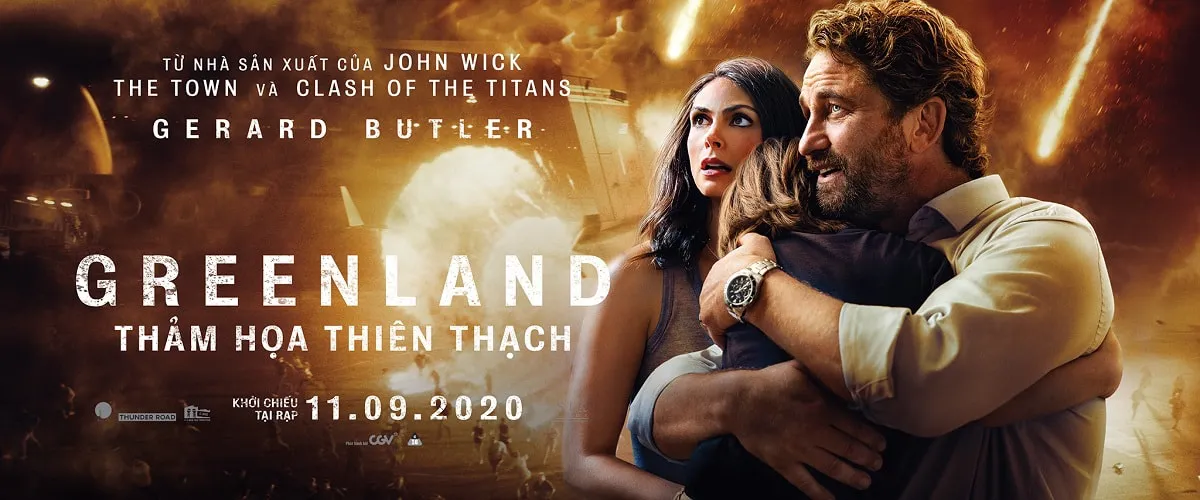 TỪ NHÀ SẢN XUẤT CỦA JOHN WICK
THE TOWN VÀ CLASH OF THE TITANS
GERARD BUTLER
GREENLAND
THẢM HỌA THIÊN THẠCH
THUNDER ROAD
KHỞI CHIẾU
TẠI RẠP 11.09.2020
CGV